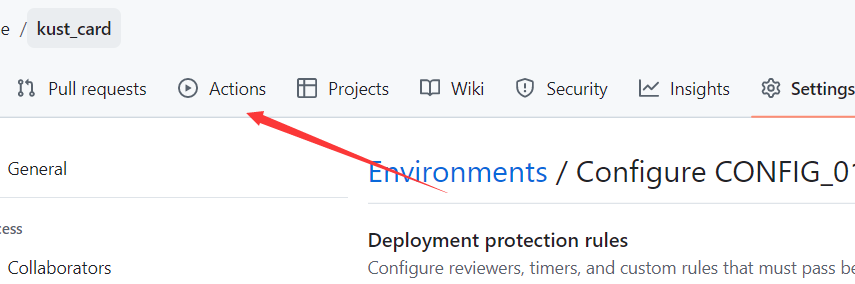 e / kust_card
Pull requests Actions Projects Wiki Security Insights Settings
General
Environments / Configure CONFIG_01
cess
Deployment protection rules
Collaborators
Configure reviewers, timers, and custom rules that must pass be